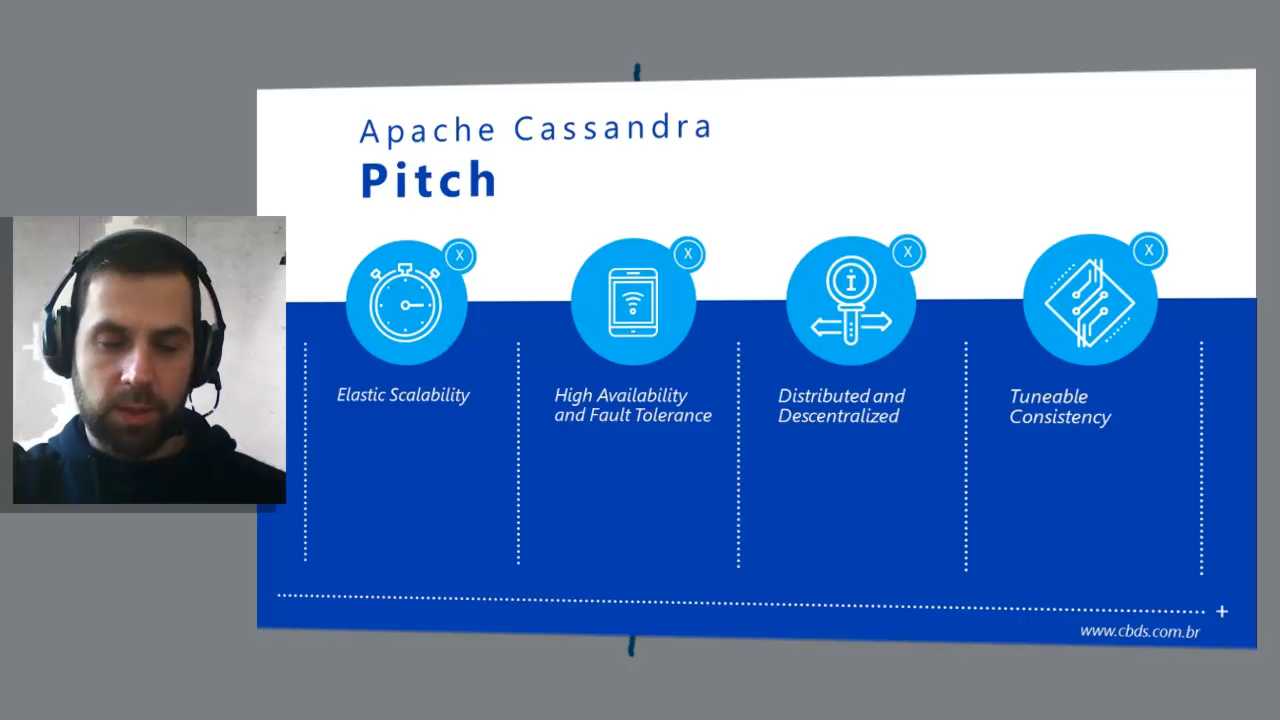 Apache Cassandra
Pitch
X
X
X
X
i
Elastic Scalability
High Availability
and Fault Tolerance
Distributed and
Descentralized
Tuneable
Consistency
+
www.cbds.com.br